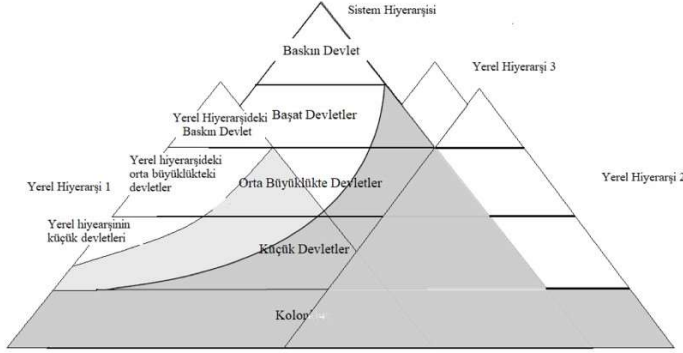 Sistem Hiyerarşisi
Baskın Devlet
Yerel Hiyerarşi 3
Başat Devletler
Yerel Hiyerarşideki
Baskın Devlet
Yerel hiyerarşideki
orta büyüklükteki
devletler
Yerel Hiyerarşi 1
Orta Büyüklükte Devletler
Yerel Hiyerarşi 2
Yerel hiyearşinin
küçük devletleri
Küçük Devletler